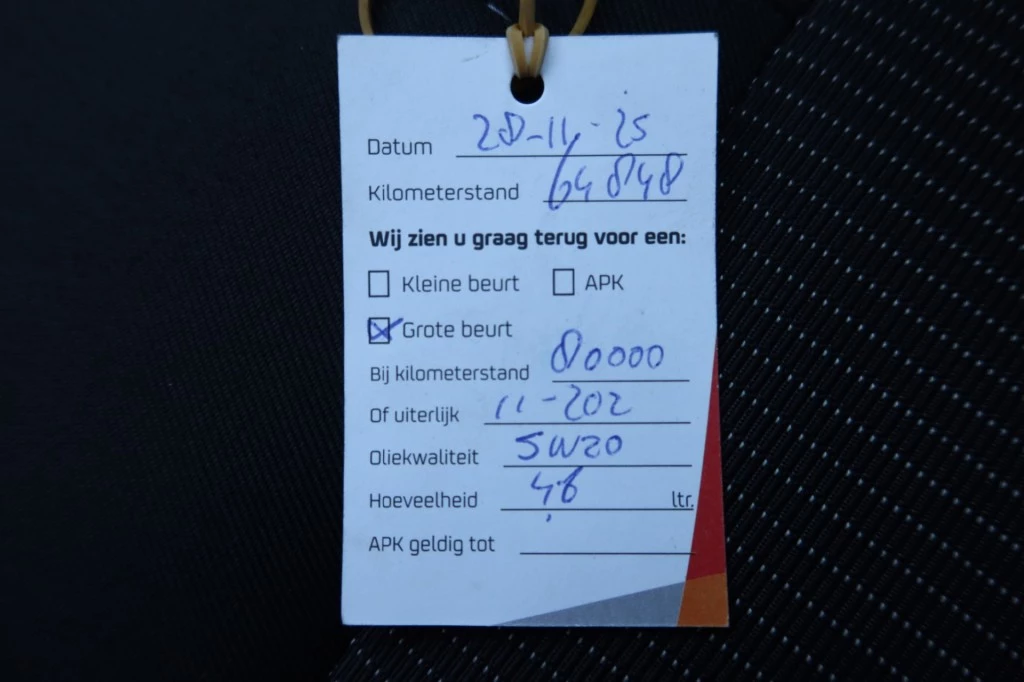 Datum 28-11-25
Kilometerstand 64848
Wij zien u graag terug voor een:
Kleine beurt APK
Grote beurt
Bij kilometerstand 80000
Of uiterlijk 11-202
Oliekwaliteit 5W20
Hoeveelheid 4,6 ltr.
APK geldig tot